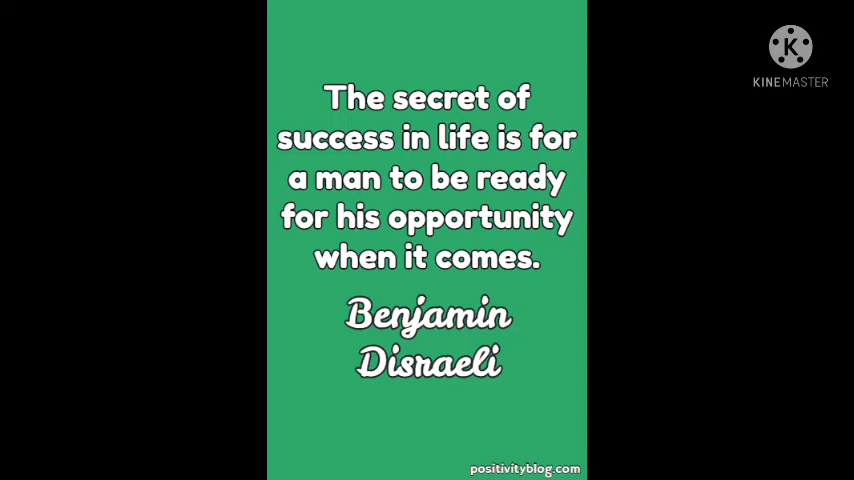 The secret of
success in life is for
a man to be ready
for his opportunity
when it comes.
Benjamin
Disraeli
positivityblog.com
K
KINEMASTER